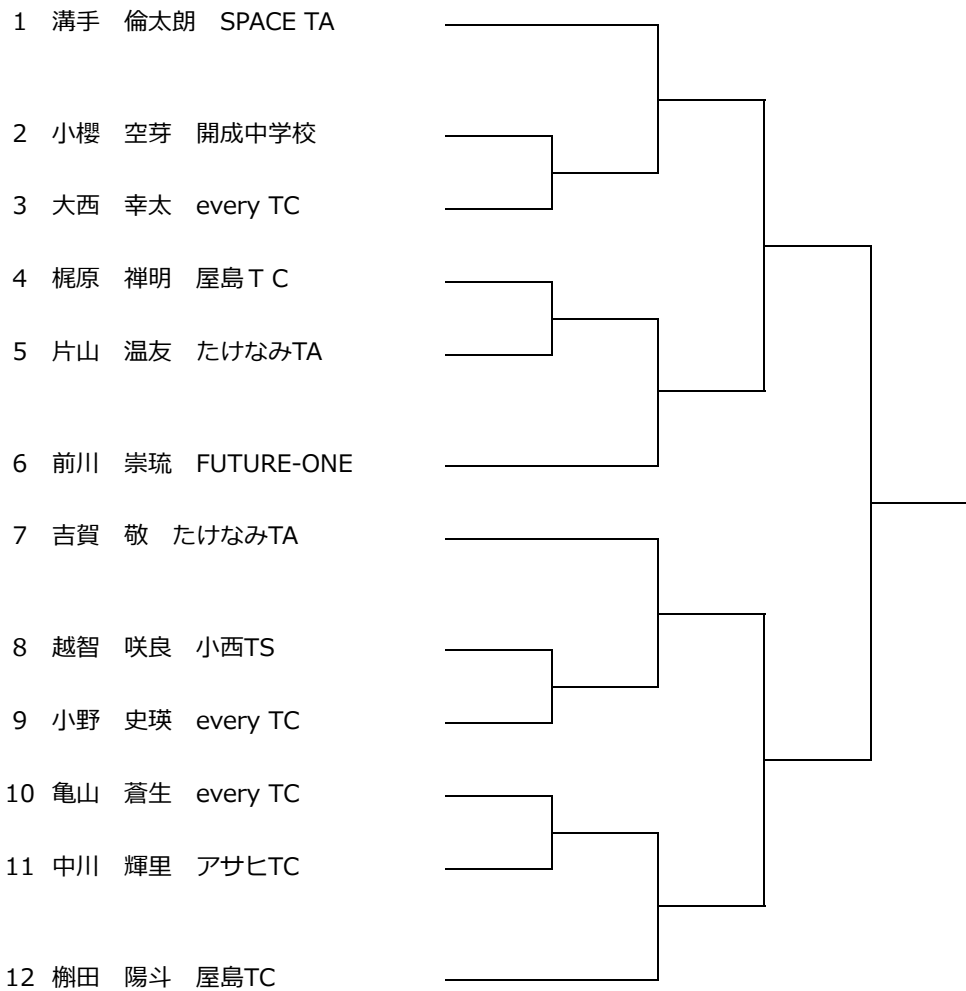 1 溝手　倫太朗　SPACE TA
2 小櫻　空芽　開成中学校
3 大西　幸太　every TC
4 梶原　禅明　屋島ＴＣ
5 片山　温友　たけなみTA
6 前川　崇琉　FUTURE-ONE
7 吉賀　敬　たけなみTA
8 越智　咲良　小西TS
9 小野　史瑛　every TC
10 亀山　蒼生　every TC
11 中川　輝里　アサヒTC
12 槲田　陽斗　屋島TC